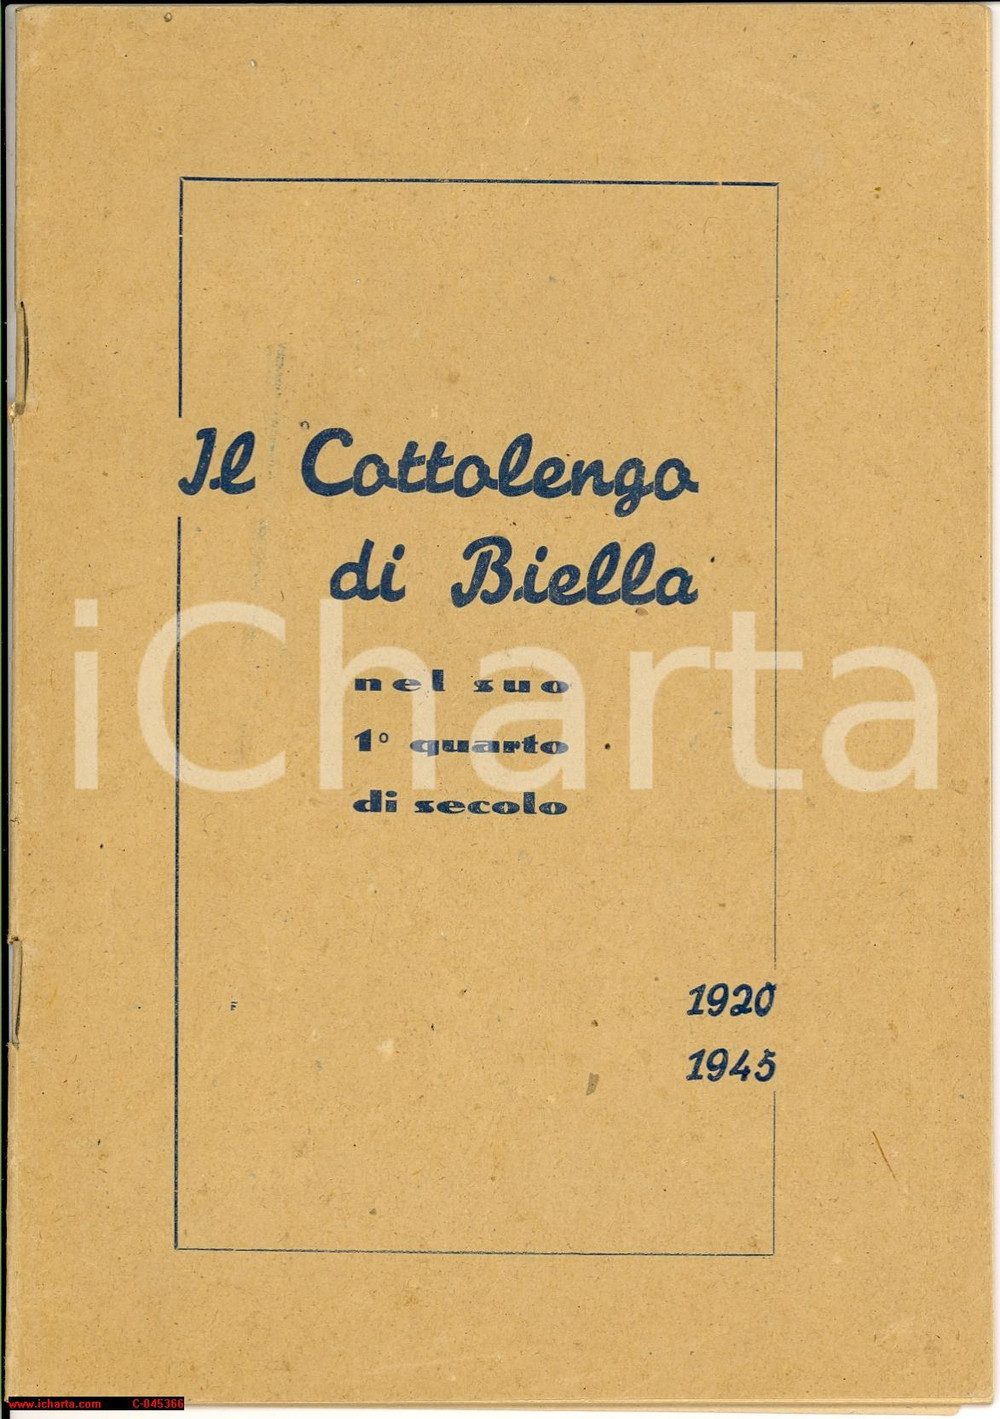 Il Cottolengo
di Biella
nel suo
1° quarto
di secolo
1920
1945
iCharta
www.icharta.com C-045366